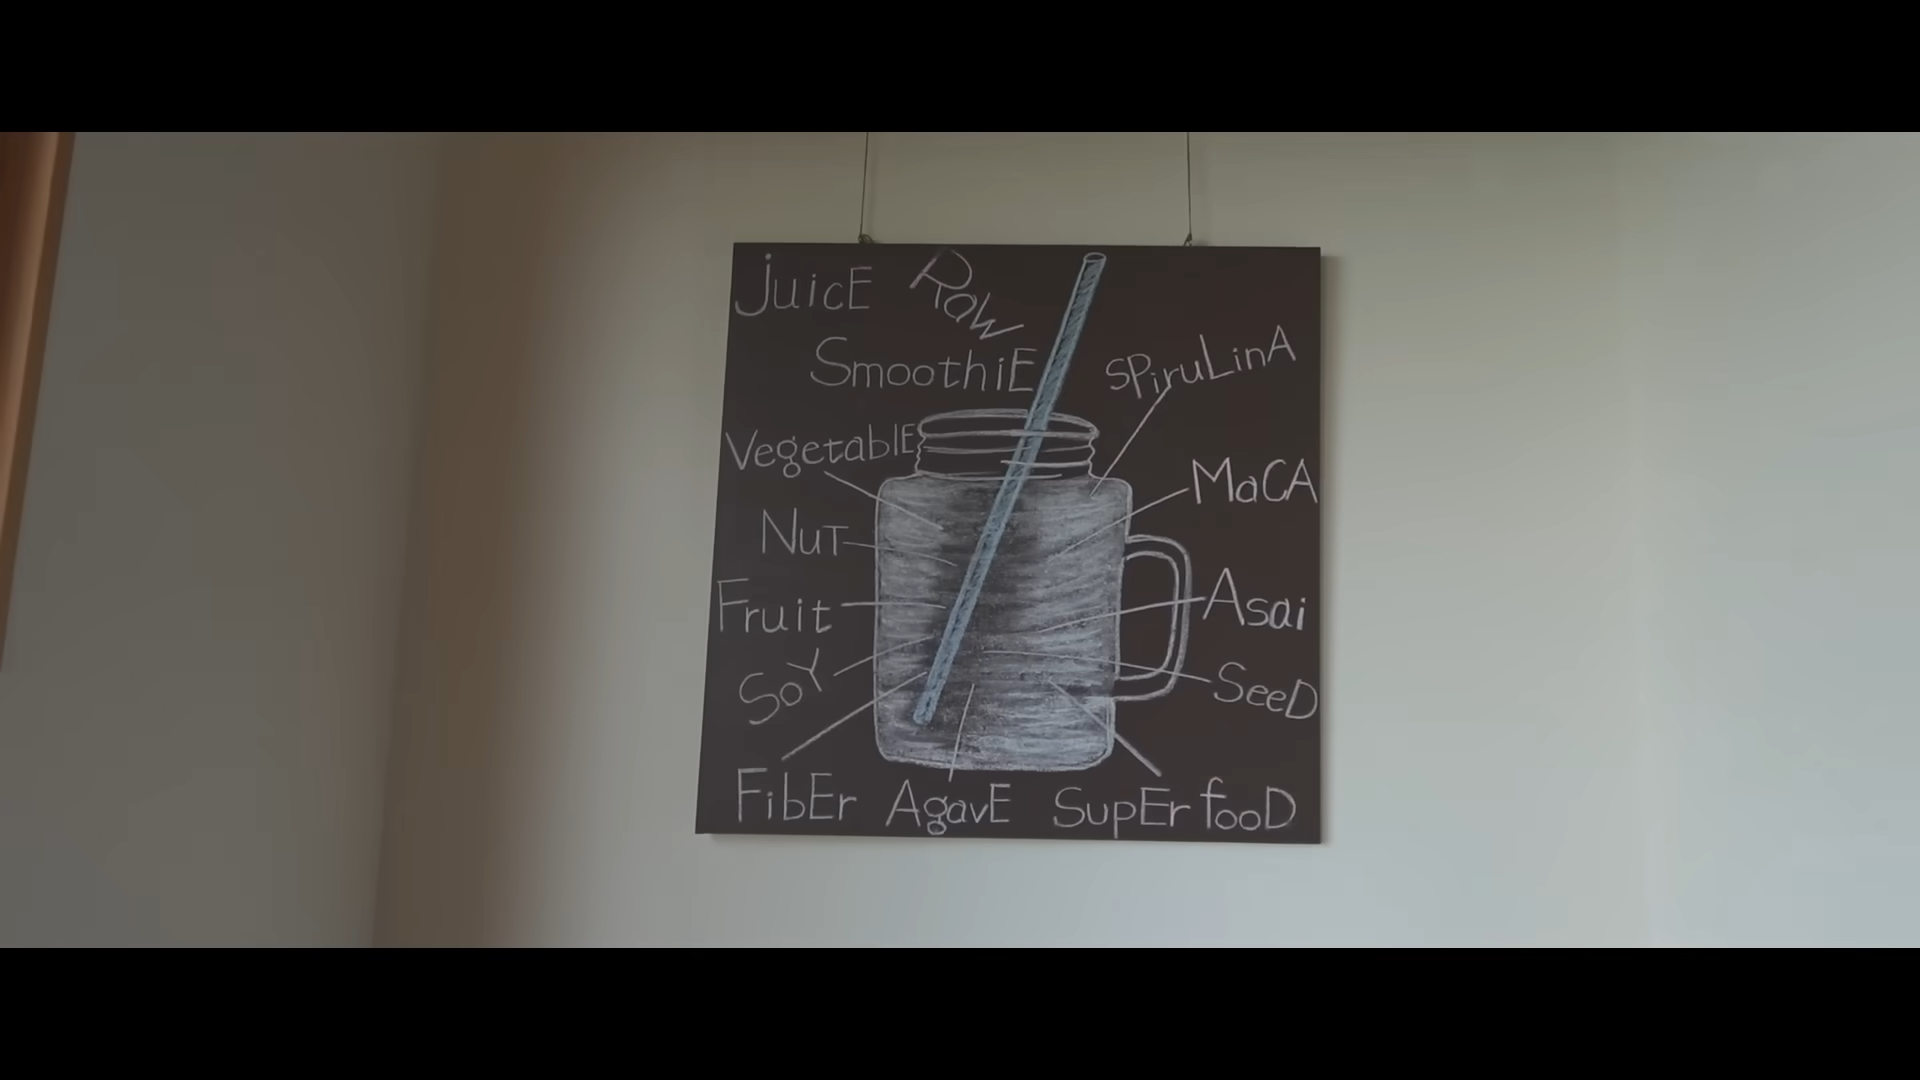 JuicE RaW
SmoothiE
SPiruLinA
VegetablE
MaCA
NuT
Fruit
Asai
SoY
SeeD
FibEr AgavE SupEr fooD